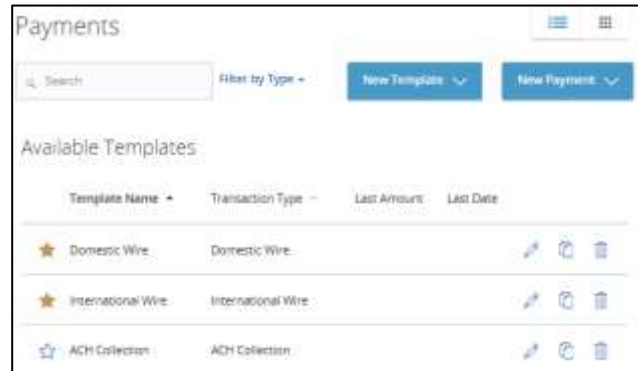 Payments
Search Filter by Type New Template New Payment
Available Templates
Template Name Transaction Type Last Amount Last Date
Domestic Wire Domestic Wire
International Wire International Wire
ACH Collection ACH Collection